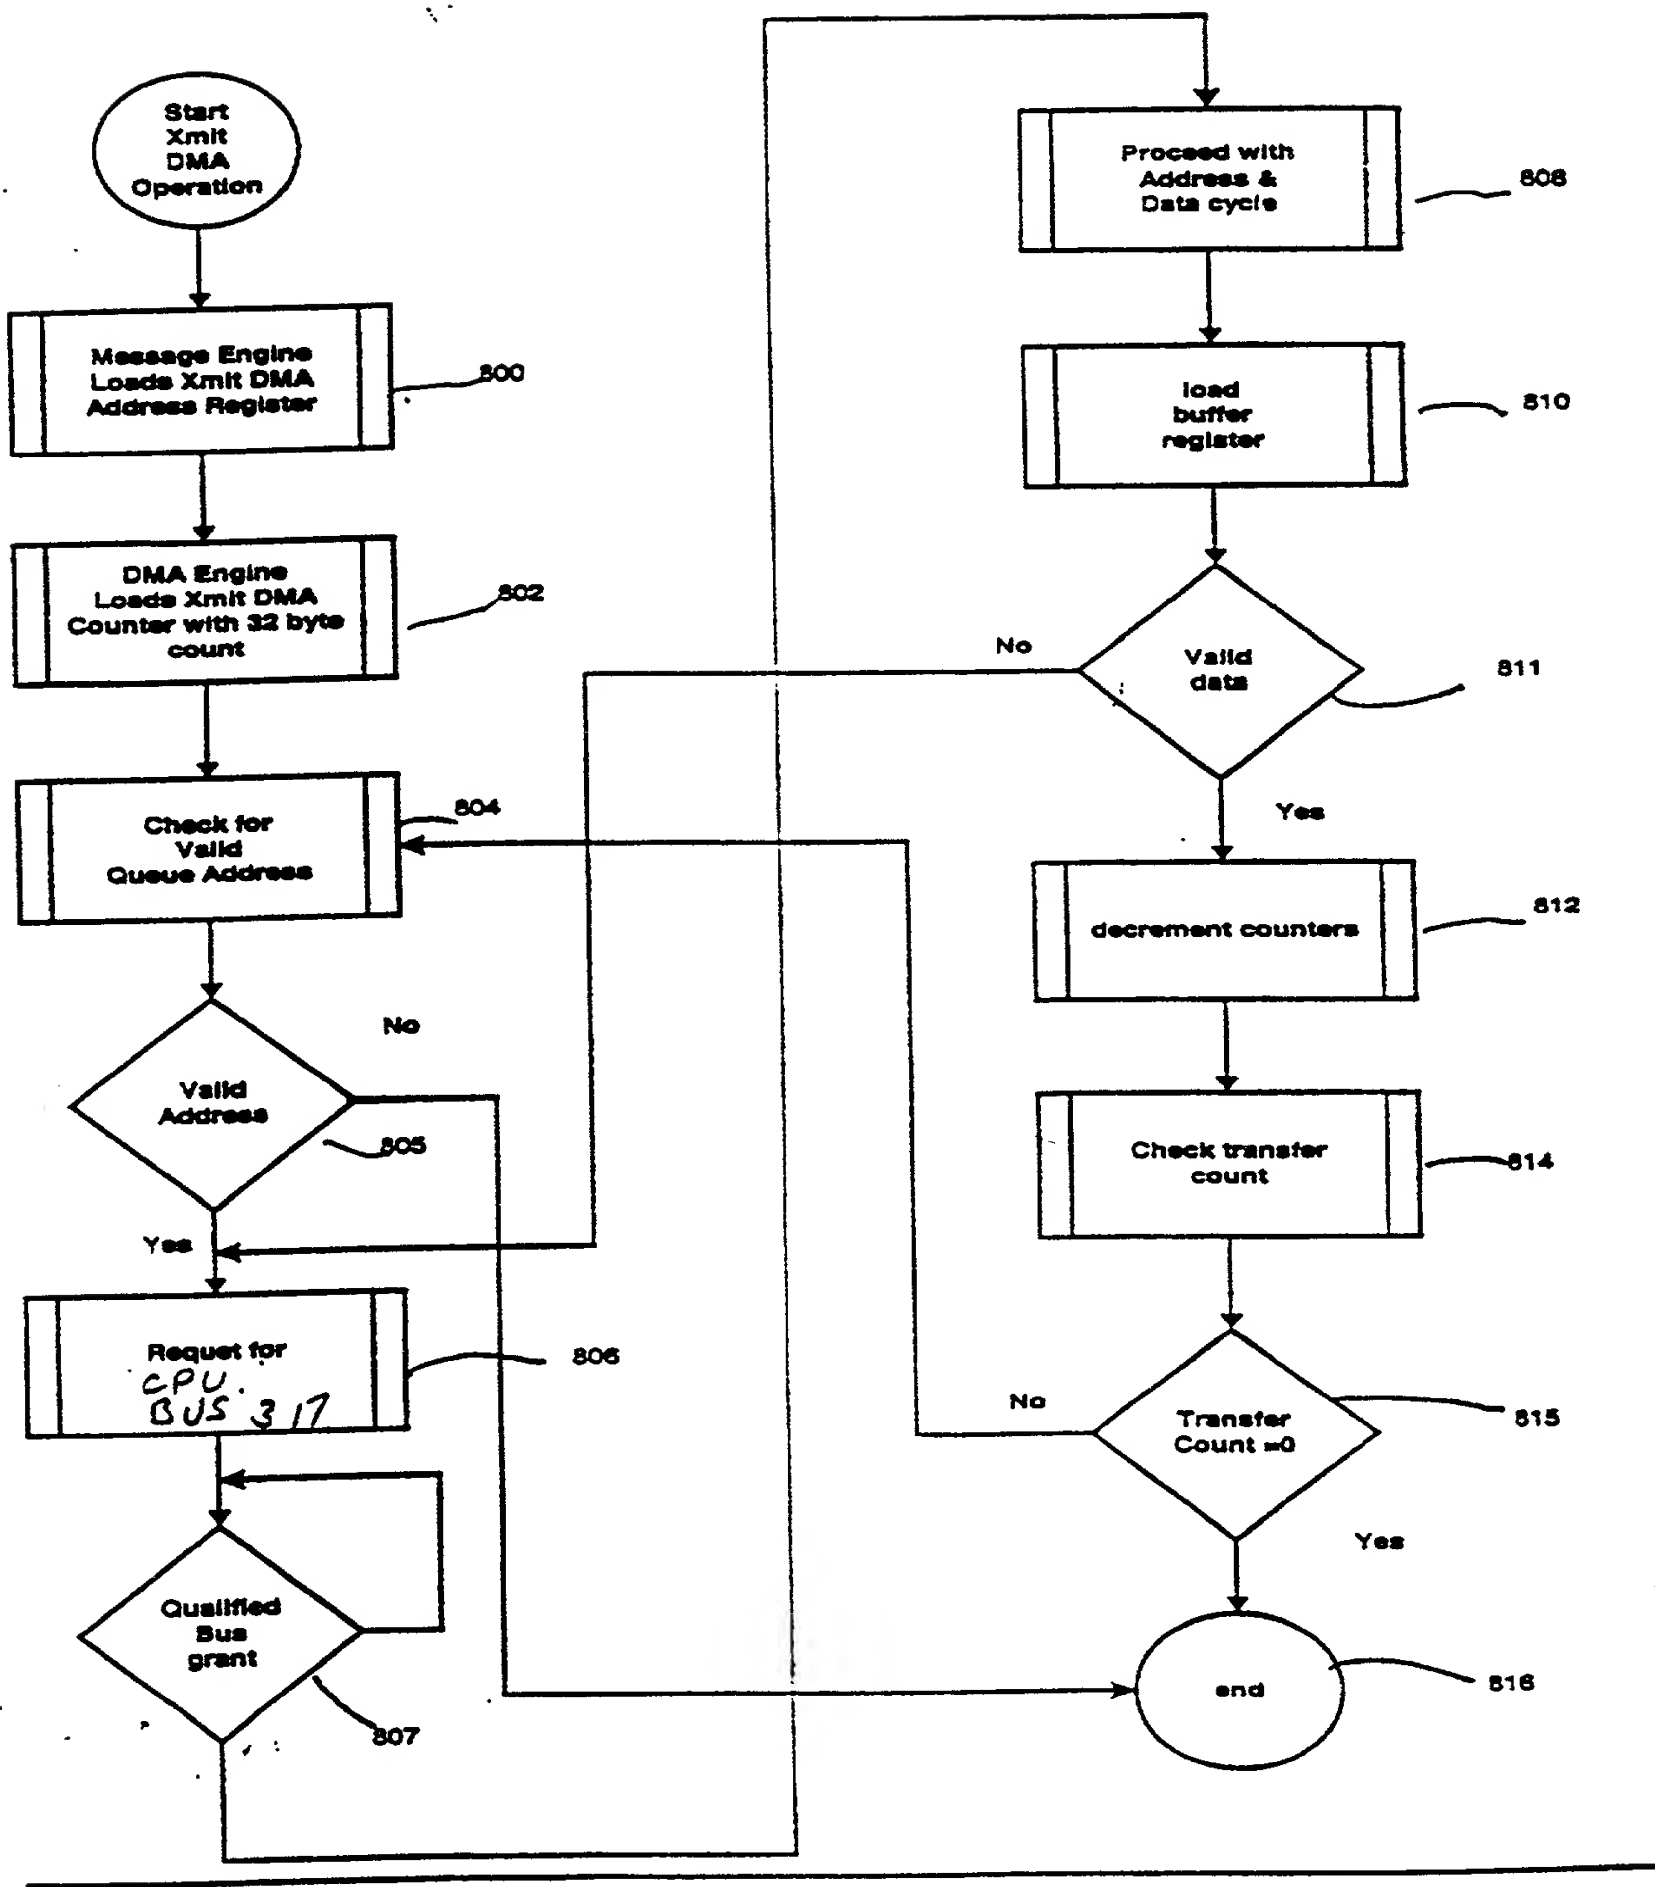 Start
Xmit
DMA
Operation
Message Engine
Loads Xmit DMA
Address Register
800
DMA Engine
Loads Xmit DMA
Counter with 32 byte
count
802
Check for
Valid
Queue Address
804
No
Valid
Address
805
Yes
Requet for
CPU
BUS 317
806
Qualified
Bus
grant
807
Proceed with
Address &
Data cycle
808
load
buffer
register
810
No
Valid
data
811
Yes
decrement counters
812
Check transfer
count
814
No
Transfer
Count =0
815
Yes
end
816